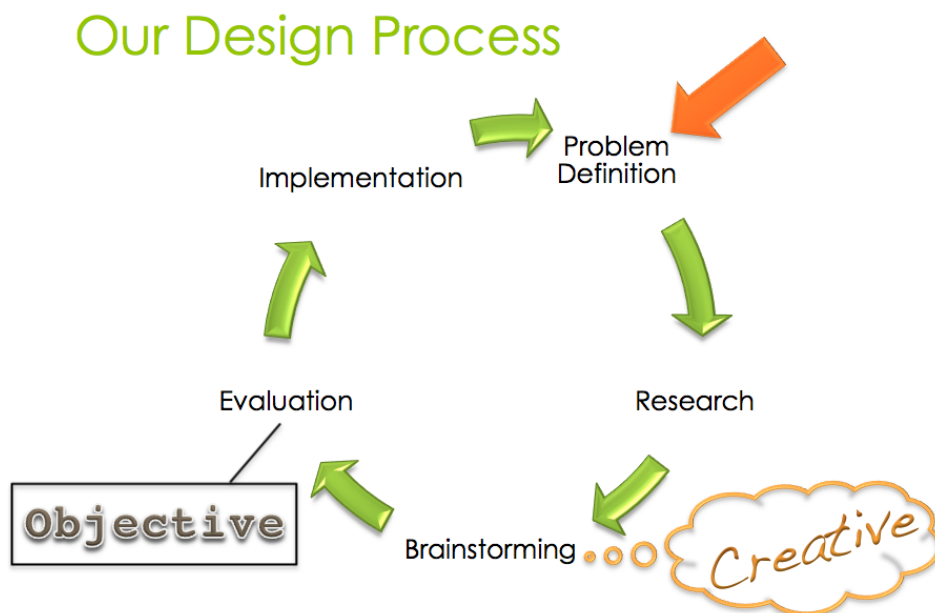 Our Design Process
Problem
Definition
Implementation
Research
Evaluation
Objective
Brainstorming
Creative